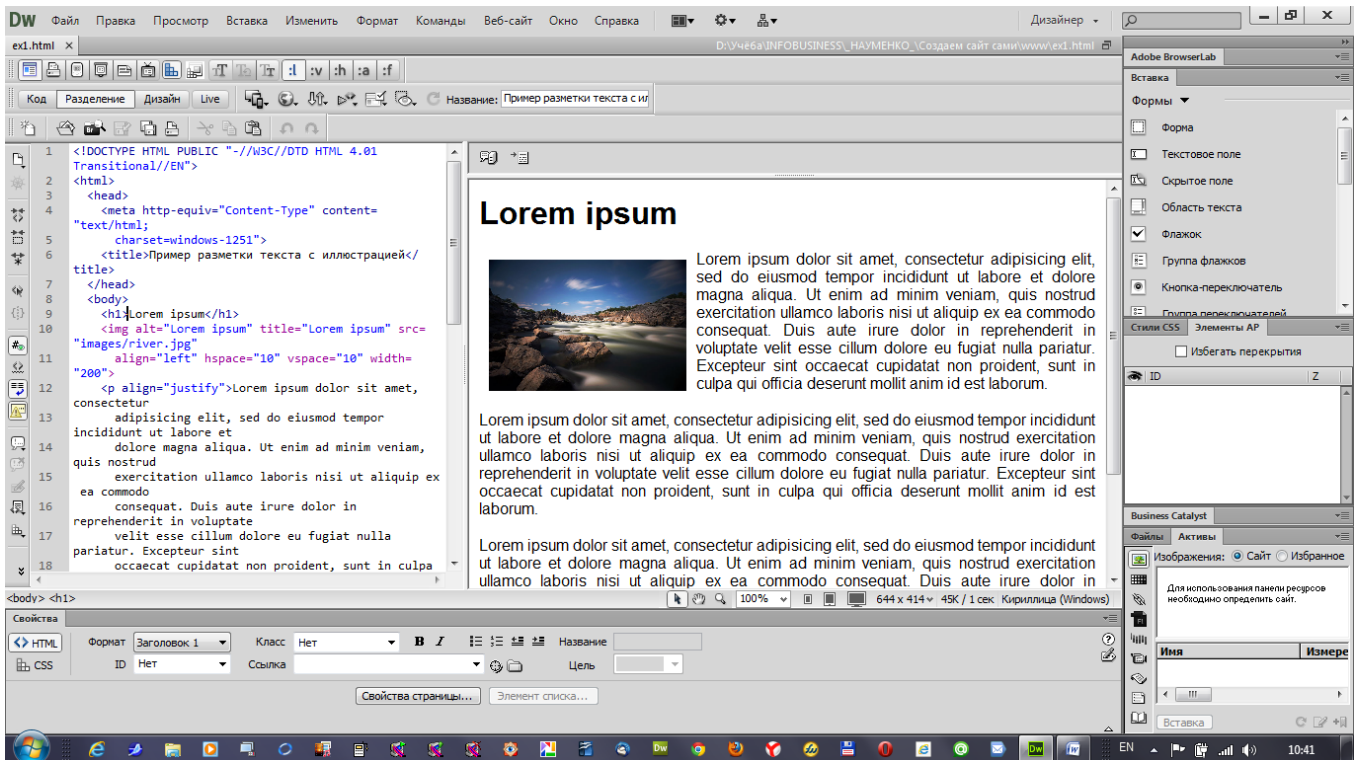 Dw Файл Правка Просмотр Вставка Изменить Формат Команды Веб-сайт Окно Справка Дизайнер
ex1.html D:\Учеба\INFOBUSINESS\_НАУМЕНКО_\Создаем сайт сами\www\ex1.html
:l :v :h :a :f
Код Разделение Дизайн Live Название: Пример разметки текста с ил
1 <!DOCTYPE HTML PUBLIC "-//W3C//DTD HTML 4.01
Transitional//EN">
2 <html>
3 <head>
4 <meta http-equiv="Content-Type" content=
"text/html;
5 charset=windows-1251">
6 <title>Пример разметки текста с иллюстрацией</
title>
7 </head>
8 <body>
9 <h1>Lorem ipsum</h1>
10 <img alt="Lorem ipsum" title="Lorem ipsum" src=
"images/river.jpg"
11 align="left" hspace="10" vspace="10" width=
"200">
12 <p align="justify">Lorem ipsum dolor sit amet,
consectetur
13 adipisicing elit, sed do eiusmod tempor
incididunt ut labore et
14 dolore magna aliqua. Ut enim ad minim veniam,
quis nostrud
15 exercitation ullamco laboris nisi ut aliquip ex
ea commodo
16 consequat. Duis aute irure dolor in
reprehenderit in voluptate
17 velit esse cillum dolore eu fugiat nulla
pariatur. Excepteur sint
18 occaecat cupidatat non proident, sunt in culpa
Lorem ipsum
Lorem ipsum dolor sit amet, consectetur adipisicing elit,
sed do eiusmod tempor incididunt ut labore et dolore
magna aliqua. Ut enim ad minim veniam, quis nostrud
exercitation ullamco laboris nisi ut aliquip ex ea commodo
consequat. Duis aute irure dolor in reprehenderit in
voluptate velit esse cillum dolore eu fugiat nulla pariatur.
Excepteur sint occaecat cupidatat non proident, sunt in
culpa qui officia deserunt mollit anim id est laborum.
Lorem ipsum dolor sit amet, consectetur adipisicing elit, sed do eiusmod tempor incididunt
ut labore et dolore magna aliqua. Ut enim ad minim veniam, quis nostrud exercitation
ullamco laboris nisi ut aliquip ex ea commodo consequat. Duis aute irure dolor in
reprehenderit in voluptate velit esse cillum dolore eu fugiat nulla pariatur. Excepteur sint
occaecat cupidatat non proident, sunt in culpa qui officia deserunt mollit anim id est
laborum.
Lorem ipsum dolor sit amet, consectetur adipisicing elit, sed do eiusmod tempor incididunt
ut labore et dolore magna aliqua. Ut enim ad minim veniam, quis nostrud exercitation
ullamco laboris nisi ut aliquip ex ea commodo consequat. Duis aute irure dolor in
<body> <h1> 100% 644 x 414 45K / 1 сек Кириллица (Windows)
Свойства
<> HTML Формат Заголовок 1 Класс Нет B I Название
CSS ID Нет Ссылка Цель
Свойства страницы... Элемент списка...
Adobe BrowserLab
Вставка
Формы
Форма
Текстовое поле
Скрытое поле
Область текста
Флажок
Группа флажков
Кнопка-переключатель
Группа переключателей
Стили CSS Элементы AP
Избегать перекрытия
ID Z
Business Catalyst
Файлы Активы
Изображения: Сайт Избранное
Для использования панели ресурсов
необходимо определить сайт.
Имя Измере
Вставка
EN 10:41